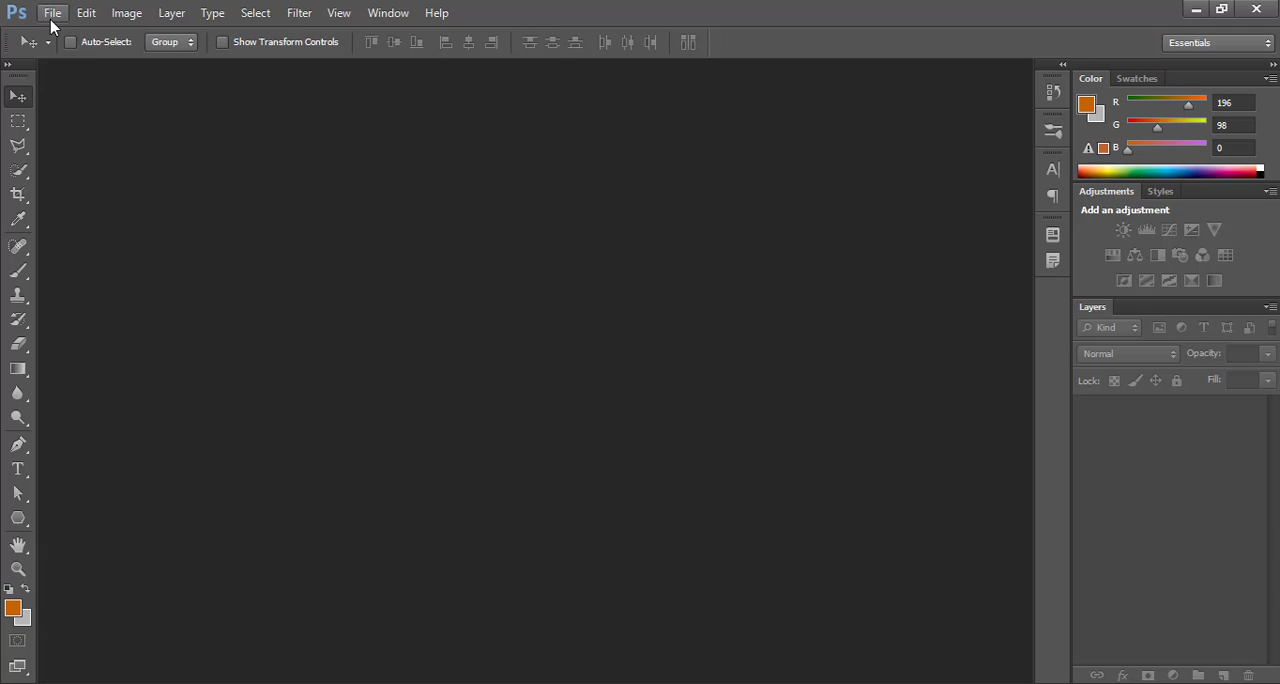 Ps File Edit Image Layer Type Select Filter View Window Help
Auto-Select: Group Show Transform Controls Essentials
Color Swatches
R 196
G 98
B 0
Adjustments Styles
Add an adjustment
Layers
Kind
Normal Opacity:
Lock: Fill: